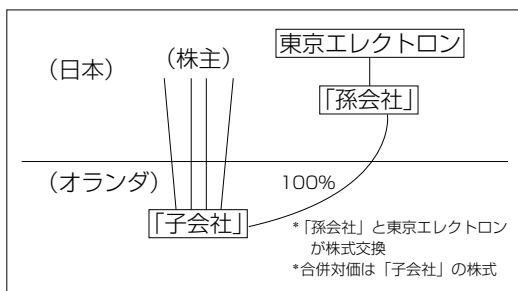 東京エレクトロン
（日本）
（株主）
「孫会社」
（オランダ）
100%
「子会社」
*「孫会社」と東京エレクトロン
が株式交換
*合併対価は「子会社」の株式